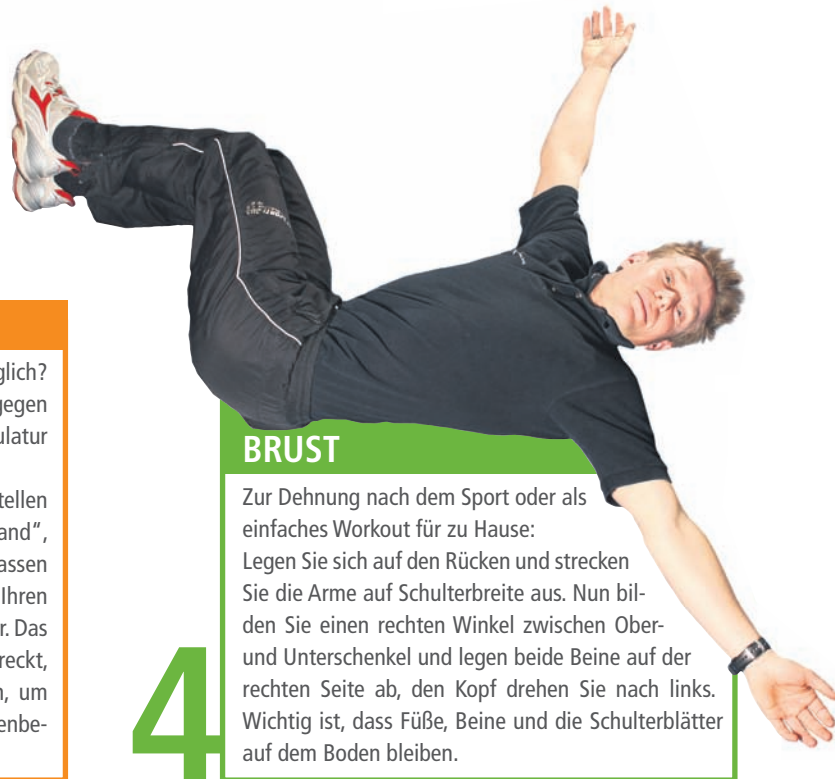 glich?
gegen
ulatur
tellen
and",
assen
Ihren
r. Das
reckt,
n, um
enbe-
BRUST
Zur Dehnung nach dem Sport oder als
einfaches Workout für zu Hause:
Legen Sie sich auf den Rücken und strecken
Sie die Arme auf Schulterbreite aus. Nun bil-
den Sie einen rechten Winkel zwischen Ober-
und Unterschenkel und legen beide Beine auf der
rechten Seite ab, den Kopf drehen Sie nach links.
Wichtig ist, dass Füße, Beine und die Schulterblätter
auf dem Boden bleiben.
4